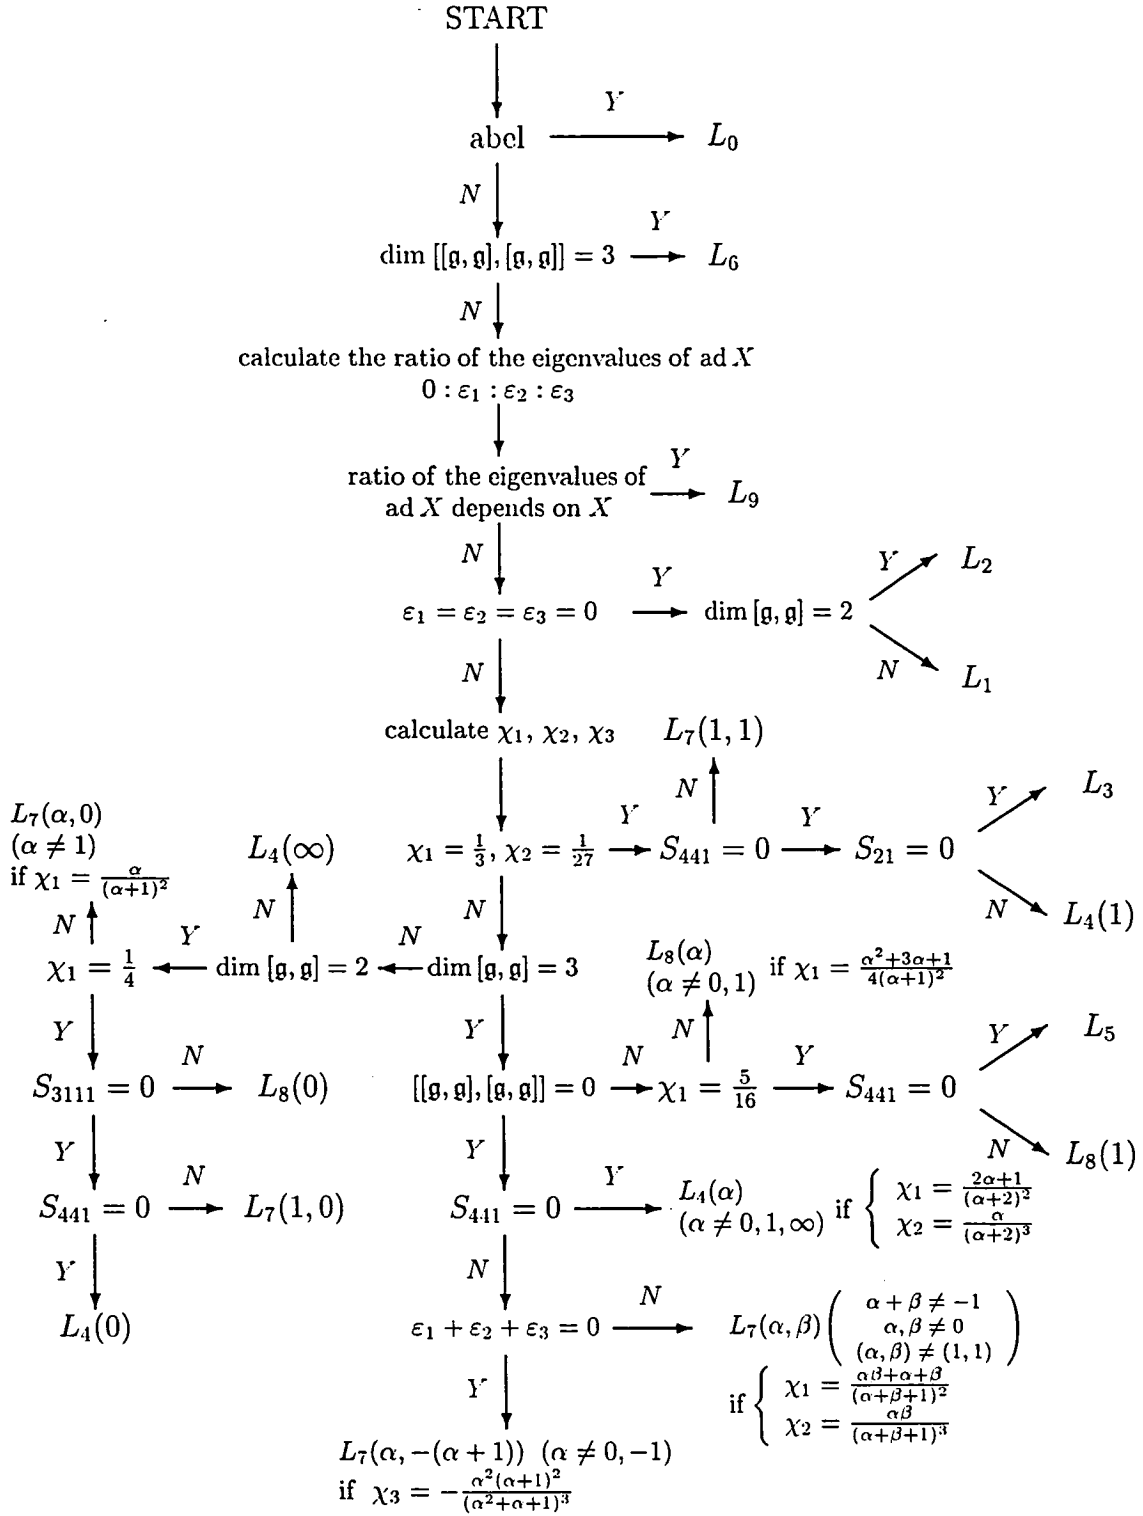 START
Y
abel
L₀
N
Y
dim [[𝔤, 𝔤], [𝔤, 𝔤]] = 3
L₆
N
calculate the ratio of the eigenvalues of ad X
0 : ε₁ : ε₂ : ε₃
Y
ratio of the eigenvalues of
ad X depends on X
L₉
N
Y
Y
L₂
ε₁ = ε₂ = ε₃ = 0
dim [𝔤, 𝔤] = 2
N
N
L₁
calculate χ₁, χ₂, χ₃
L₇(1, 1)
N
Y
L₃
L₇(α, 0)
(α ≠ 1)
if χ₁ = α/(α+1)²
L₄(∞)
Y
Y
χ₁ = 1/3, χ₂ = 1/27
S₄₄₁ = 0
S₂₁ = 0
N
N
N
N
L₄(1)
Y
N
χ₁ = 1/4
dim [𝔤, 𝔤] = 2
dim [𝔤, 𝔤] = 3
L₈(α)
(α ≠ 0, 1)
if χ₁ = (α²+3α+1)/(4(α+1)²)
Y
Y
N
Y
L₅
N
N
Y
S₃₁₁₁ = 0
L₈(0)
[[𝔤, 𝔤], [𝔤, 𝔤]] = 0
χ₁ = 5/16
S₄₄₁ = 0
Y
Y
N
L₈(1)
N
Y
S₄₄₁ = 0
L₇(1, 0)
S₄₄₁ = 0
L₄(α)
(α ≠ 0, 1, ∞)
if { χ₁ = (2α+1)/(α+2)²
χ₂ = α/(α+2)³
Y
N
L₄(0)
N
ε₁ + ε₂ + ε₃ = 0
L₇(α, β) ( α + β ≠ −1
α, β ≠ 0
(α, β) ≠ (1, 1) )
Y
if { χ₁ = (αβ+α+β)/(α+β+1)²
χ₂ = αβ/(α+β+1)³
L₇(α, −(α + 1)) (α ≠ 0, −1)
if χ₃ = −α²(α+1)²/(α²+α+1)³